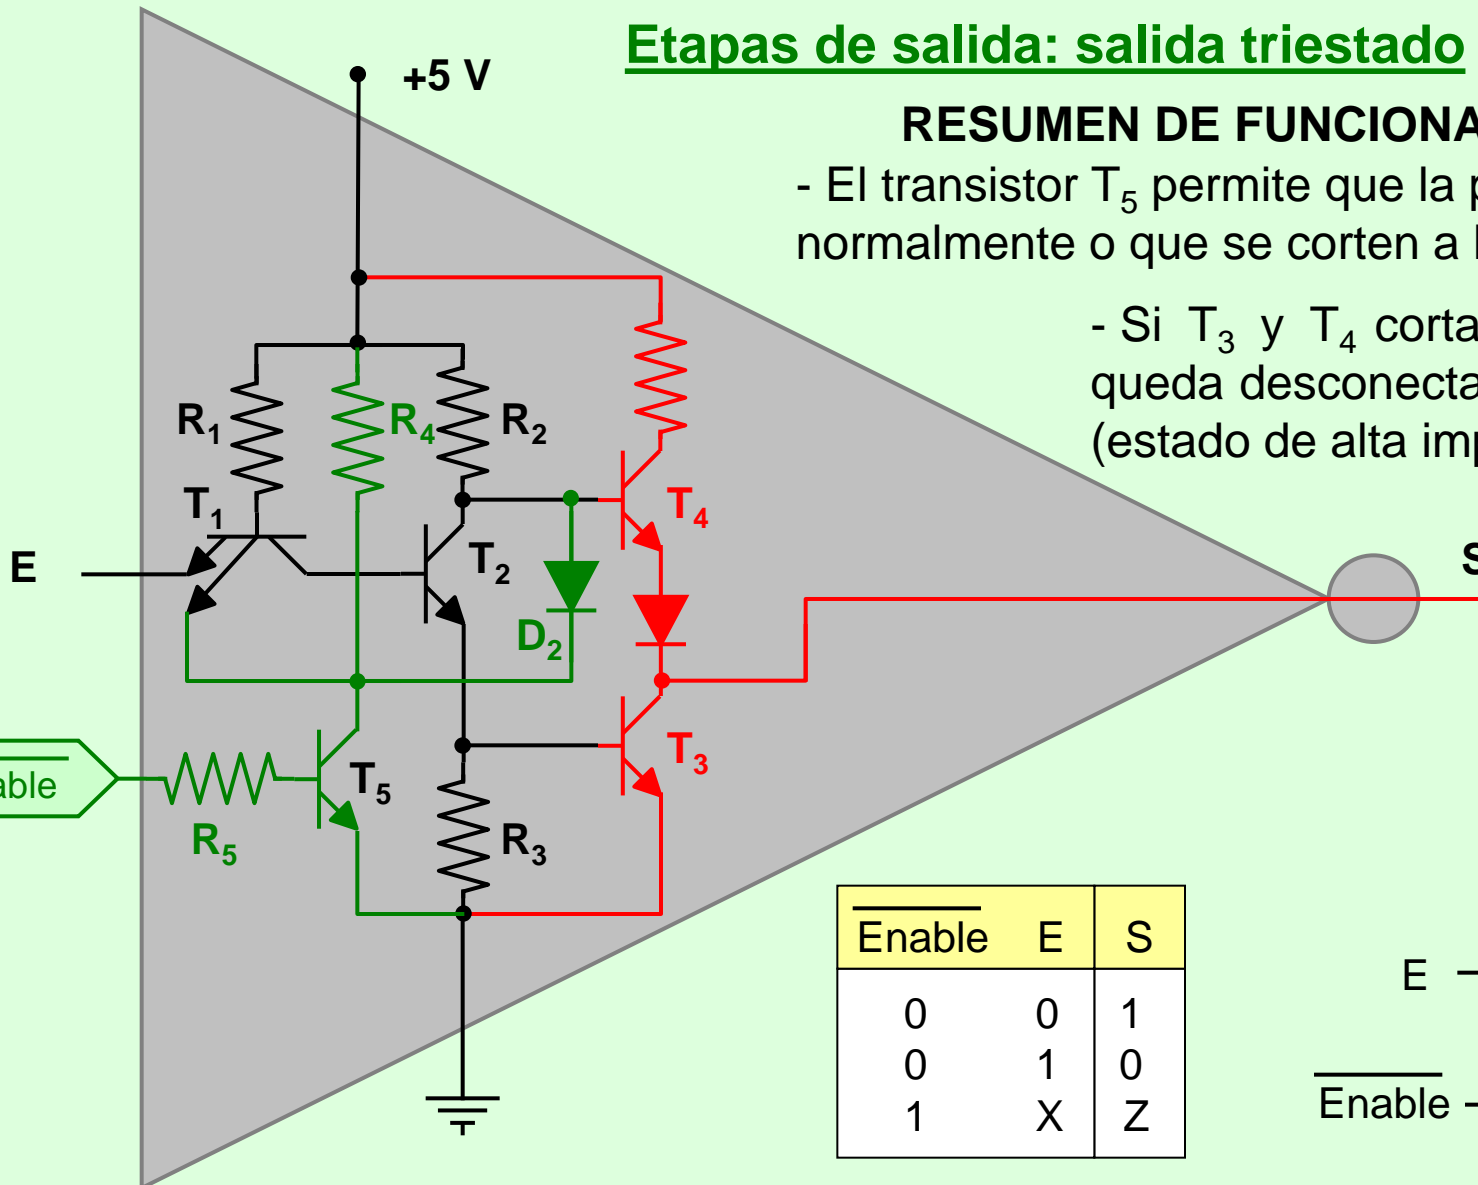 Etapas de salida: salida triestado
+5 V
RESUMEN DE FUNCIONA
- El transistor T5 permite que la p
normalmente o que se corten a l
- Si T3 y T4 corta
queda desconecta
(estado de alta imp
R1
R4
R2
T1
T4
E
T2
S
D2
T3
able
T5
R5
R3
Enable E S
0 0 1
0 1 0
1 X Z
E
Enable